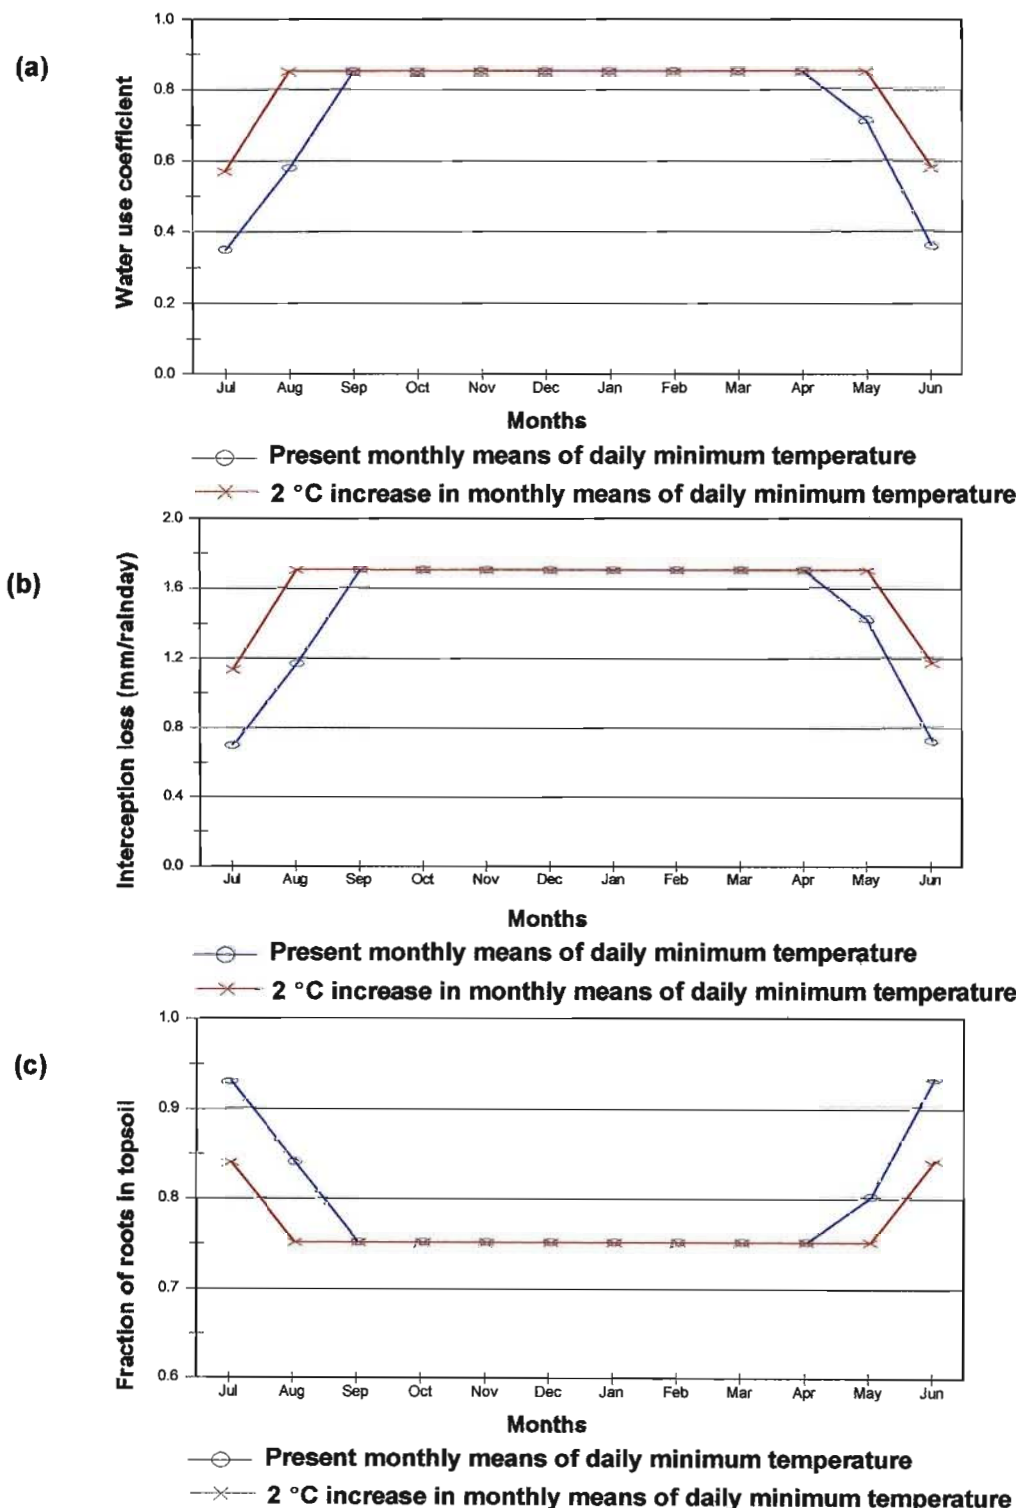 (a)
Water use coefficient
1.0
0.8
0.6
0.4
0.2
0.0
Jul Aug Sep Oct Nov Dec Jan Feb Mar Apr May Jun
Months
Present monthly means of daily minimum temperature
2 °C increase in monthly means of daily minimum temperature
(b)
Interception loss (mm/rainday)
2.0
1.6
1.2
0.8
0.4
0.0
Jul Aug Sep Oct Nov Dec Jan Feb Mar Apr May Jun
Months
Present monthly means of daily minimum temperature
2 °C increase in monthly means of daily minimum temperature
(c)
Fraction of roots in topsoil
1.0
0.9
0.8
0.7
0.6
Jul Aug Sep Oct Nov Dec Jan Feb Mar Apr May Jun
Months
Present monthly means of daily minimum temperature
2 °C increase in monthly means of daily minimum temperature